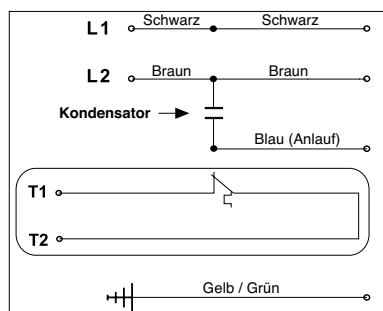 L1 Schwarz Schwarz
L2 Braun Braun
Kondensator
Blau (Anlauf)
T1
T2
Gelb / Grün